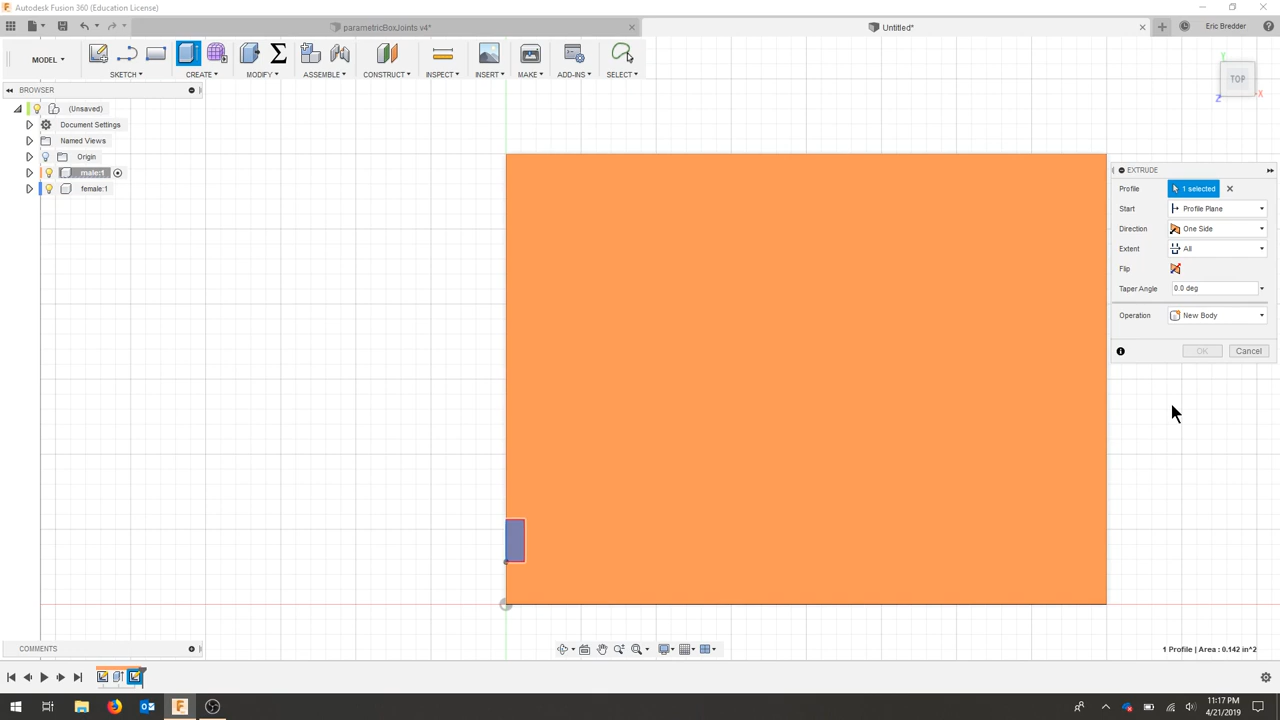 Autodesk Fusion 360 (Education License)
parametricBoxJoints v4*
Untitled*
Eric Bredder
MODEL
SKETCH
CREATE
MODIFY
ASSEMBLE
CONSTRUCT
INSPECT
INSERT
MAKE
ADD-INS
SELECT
BROWSER
(Unsaved)
Document Settings
Named Views
Origin
male:1
female:1
Y
TOP
X
Z
EXTRUDE
Profile 1 selected
Start Profile Plane
Direction One Side
Extent All
Flip
Taper Angle 0.0 deg
Operation New Body
OK Cancel
COMMENTS
1 Profile | Area : 0.142 in^2
11:17 PM
4/21/2019